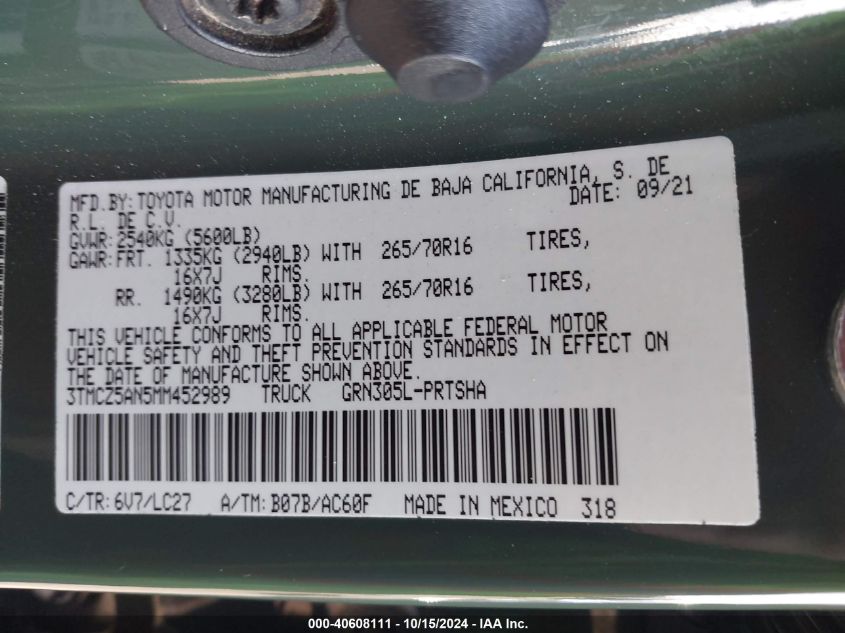 MFD.BY: TOYOTA MOTOR MANUFACTURING DE BAJA CALIFORNIA, S. DE
R.L. DE C.V. DATE: 09/21
GVWR: 2540KG (5600LB)
GAWR: FRT. 1335KG (2940LB) WITH 265/70R16 TIRES,
16X7J RIMS.
RR. 1490KG (3280LB) WITH 265/70R16 TIRES,
16X7J RIMS.
THIS VEHICLE CONFORMS TO ALL APPLICABLE FEDERAL MOTOR
VEHICLE SAFETY AND THEFT PREVENTION STANDARDS IN EFFECT ON
THE DATE OF MANUFACTURE SHOWN ABOVE.
3TMCZ5AN5MM452989 TRUCK GRN305L-PRTSHA
C/TR: 6V7/LC27 A/TM: B07B/AC60F MADE IN MEXICO 318
000-40608111 - 10/15/2024 - IAA Inc.